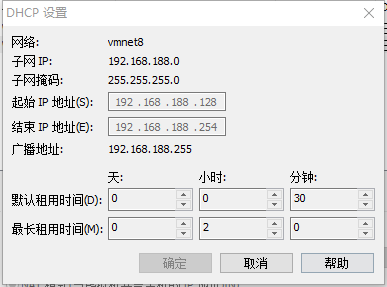 DHCP 设置
网络: vmnet8
子网 IP: 192.168.188.0
子网掩码: 255.255.255.0
起始 IP 地址(S): 192 . 168 . 188 . 128
结束 IP 地址(E): 192 . 168 . 188 . 254
广播地址: 192.168.188.255
天: 小时: 分钟:
默认租用时间(D): 0 0 30
最长租用时间(M): 0 2 0
确定 取消 帮助